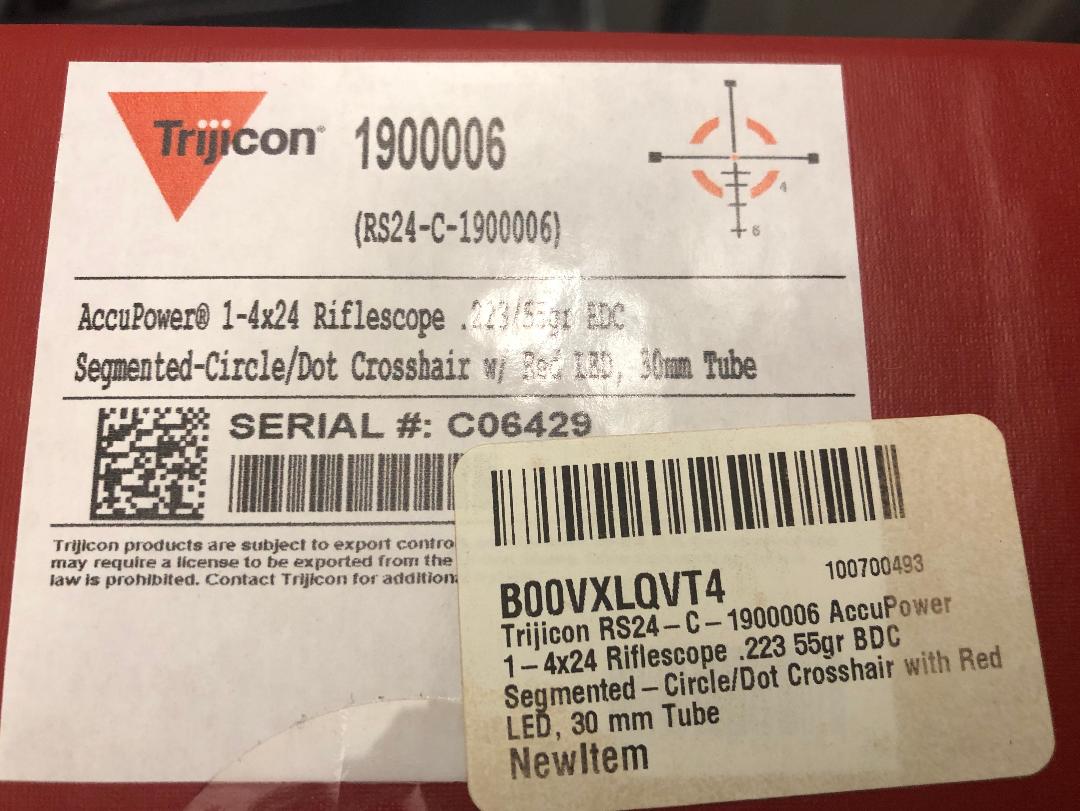 Trijicon® 1900006
(RS24-C-1900006)
4
6
AccuPower® 1-4x24 Riflescope .223/55gr BDC
Segmented-Circle/Dot Crosshair w/ Red LED, 30mm Tube
SERIAL #: C06429
Trijicon products are subject to export contro
may require a license to be exported from the
law is prohibited. Contact Trijicon for addition
B00VXLQVT4 100700493
Trijicon RS24-C-1900006 AccuPower
1-4x24 Riflescope .223 55gr BDC
Segmented-Circle/Dot Crosshair with Red
LED, 30 mm Tube
NewItem